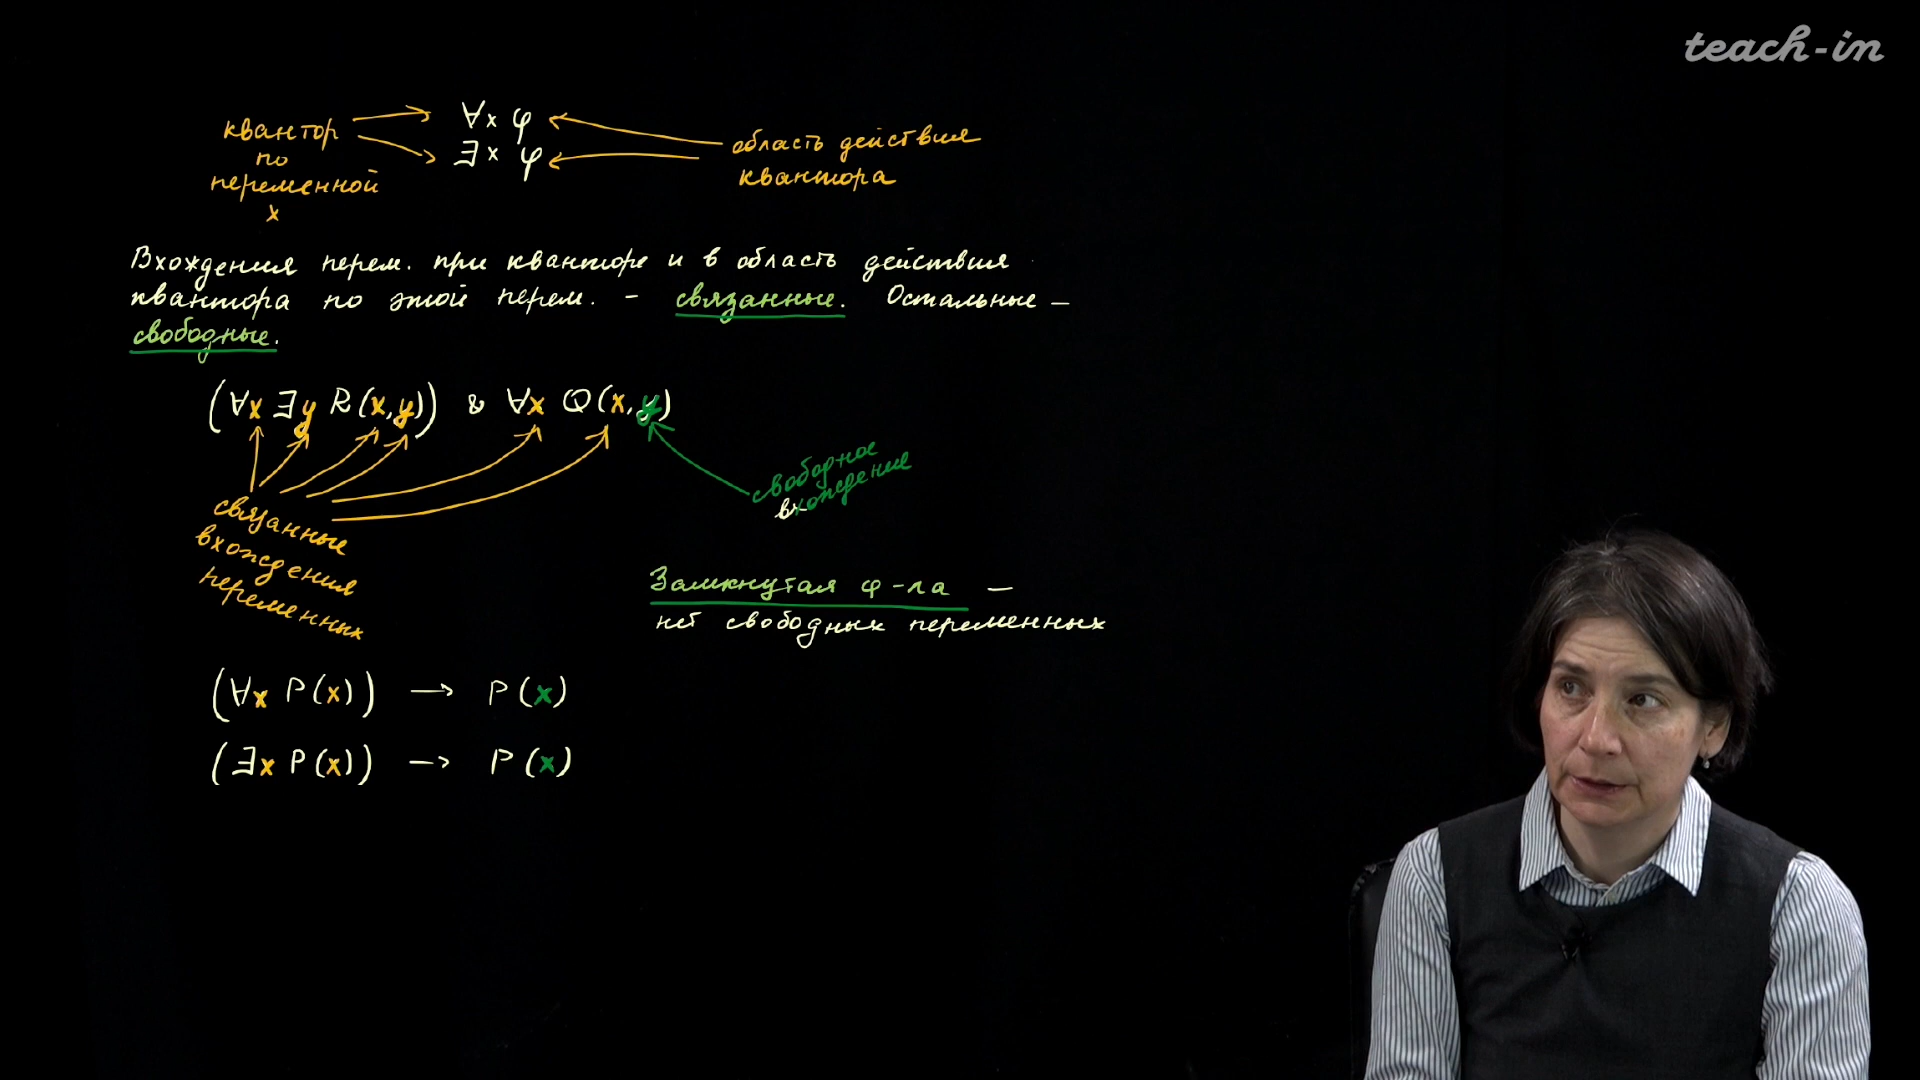 teach-in
∀x φ
∃x φ
квантор
по
переменной
x
область действия
квантора
Вхождения перем. при кванторе и в область действия
квантора по этой перем. – связанные. Остальные –
свободные.
(∀x ∃y R(x,y)) & ∀x Q(x,y)
связанные
вхождения
переменных
свободное
вхождение
Замкнутая ф-ла –
нет свободных переменных
(∀x P(x)) → P(x)
(∃x P(x)) → P(x)